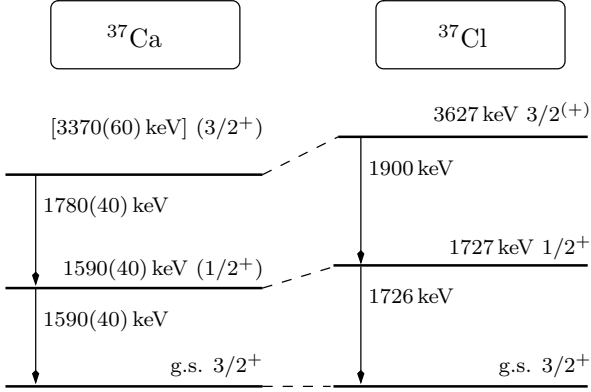 ³⁷Ca
³⁷Cl
[3370(60) keV] (3/2⁺)
3627 keV 3/2⁽⁺⁾
1780(40) keV
1900 keV
1590(40) keV (1/2⁺)
1727 keV 1/2⁺
1590(40) keV
1726 keV
g.s. 3/2⁺
g.s. 3/2⁺